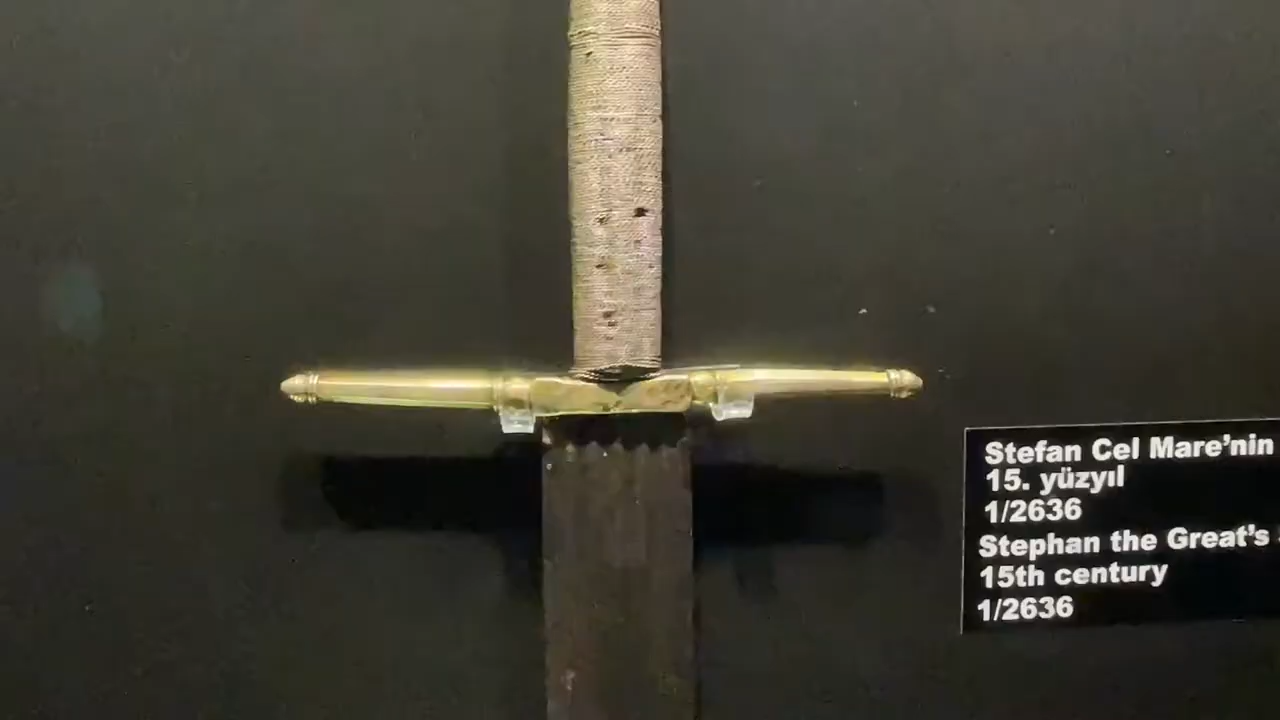 Stefan Cel Mare'nin
15. yüzyıl
1/2636
Stephan the Great's
15th century
1/2636